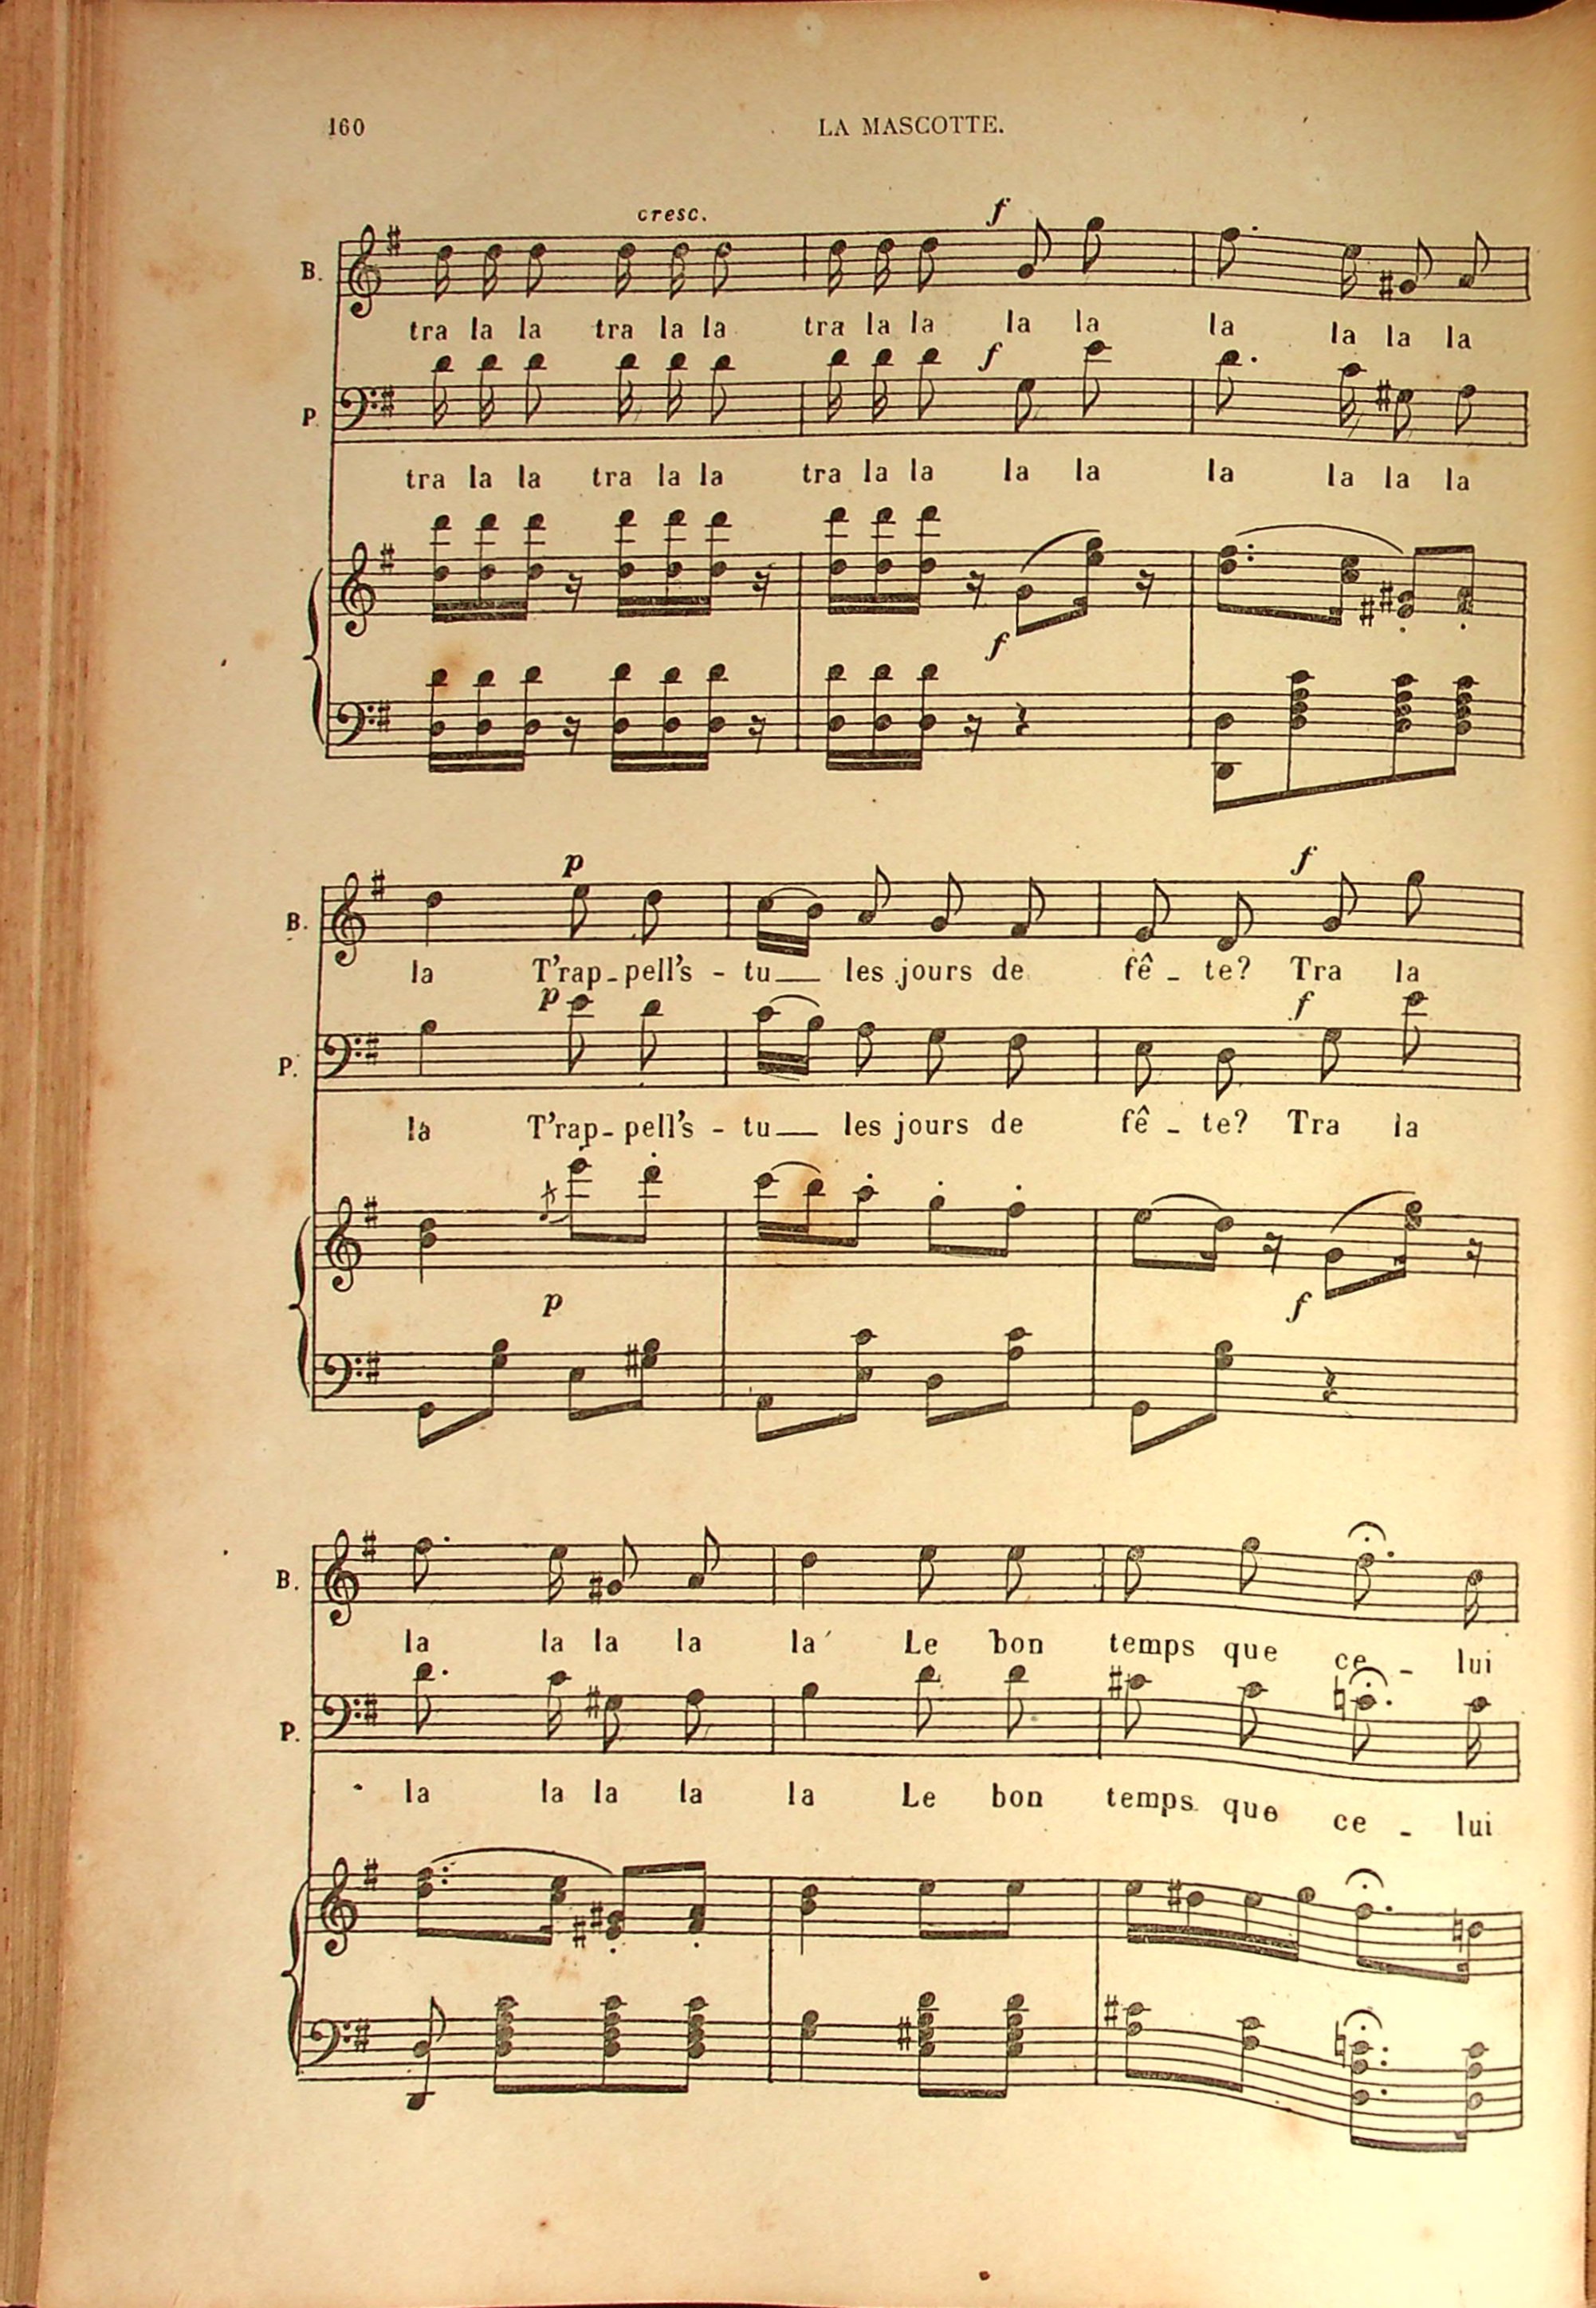 160 LA MASCOTTE.
cresc. f
B.
tra la la tra la la tra la la la la la la la la
f
P
tra la la tra la la tra la la la la la la la la
f
p f
B.
la T'rap-pell's - tu les jours de fê - te? Tra la
p f
P.
la T'rap-pell's - tu les jours de fê - te? Tra la
p f
B.
la la la la la Le bon temps que ce - lui
P.
la la la la la Le bon temps que ce - lui